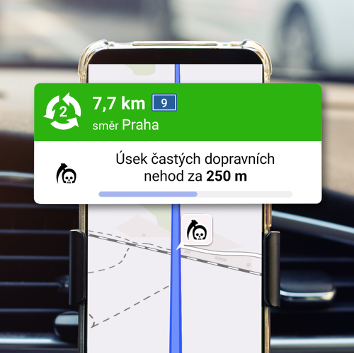 2
7,7 km 9
směr Praha
Úsek častých dopravních
nehod za 250 m